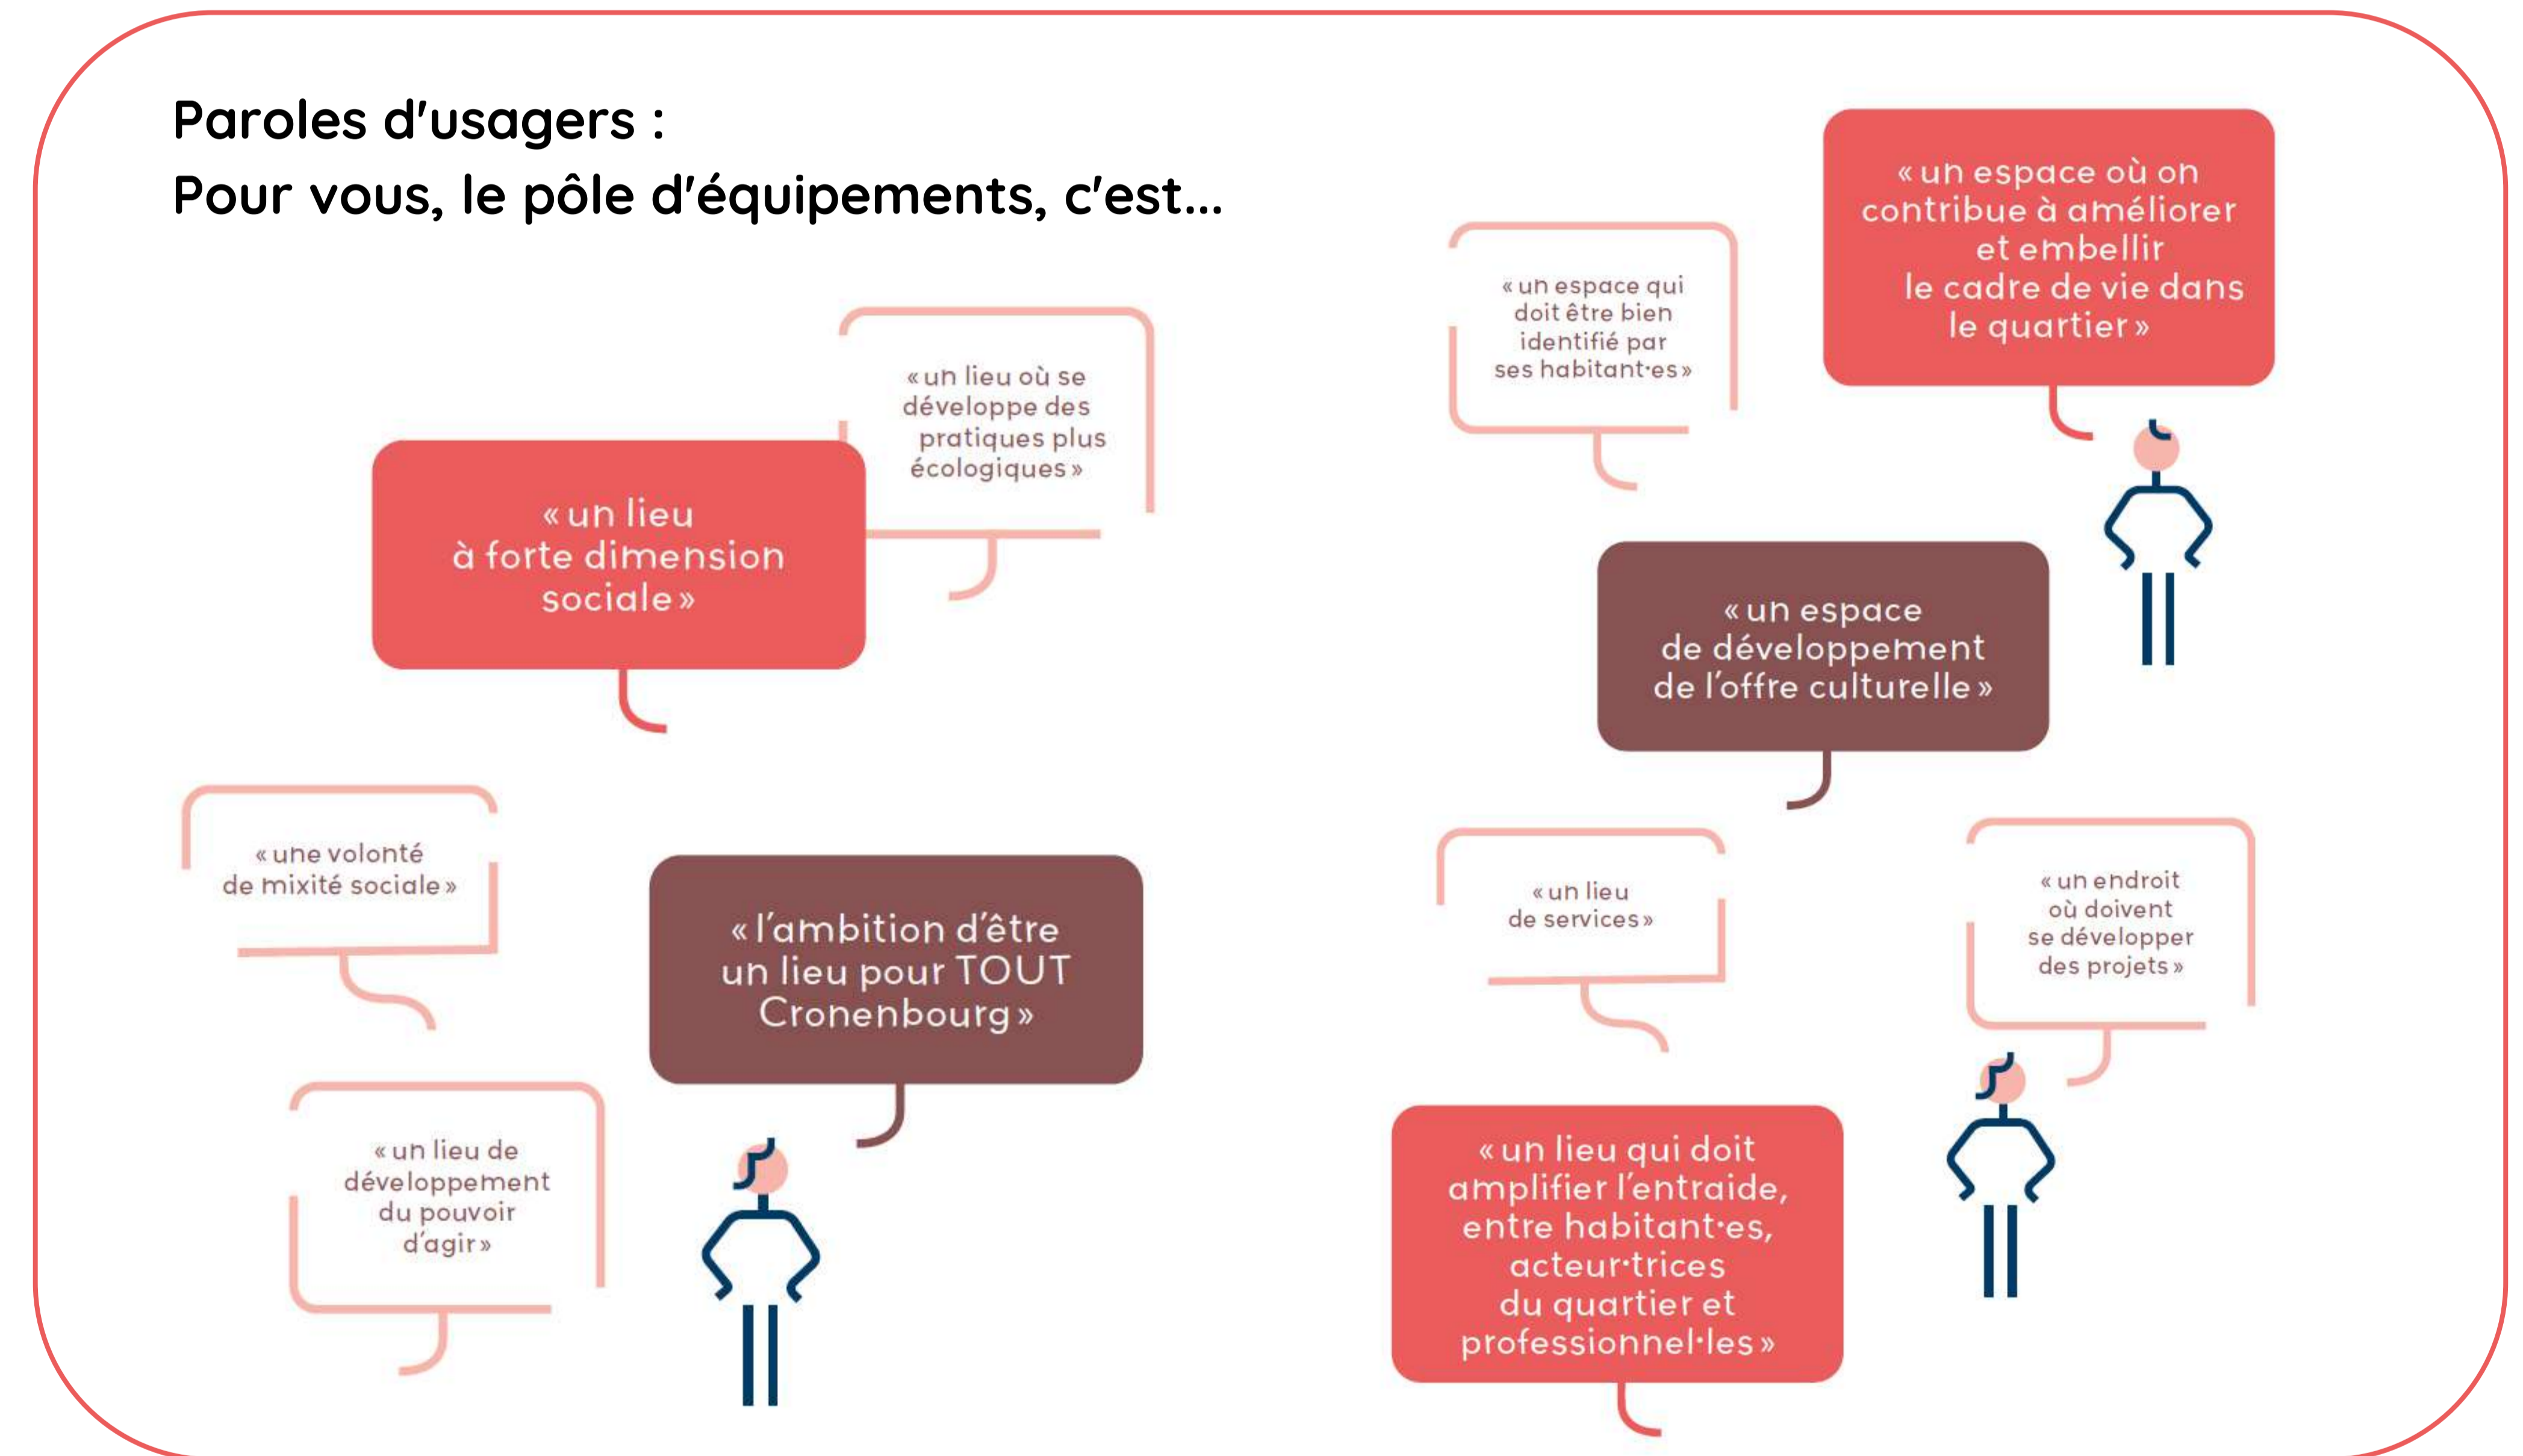 Paroles d'usagers :
Pour vous, le pôle d'équipements, c'est...
« un lieu où se
développe des
pratiques plus
écologiques »
« un lieu
à forte dimension
sociale »
« une volonté
de mixité sociale »
« l'ambition d'être
un lieu pour TOUT
Cronenbourg »
« un lieu de
développement
du pouvoir
d'agir »
« un espace où on
contribue à améliorer
et embellir
le cadre de vie dans
le quartier »
« un espace qui
doit être bien
identifié par
ses habitant·es »
« un espace
de développement
de l'offre culturelle »
« un lieu
de services »
« un endroit
où doivent
se développer
des projets »
« un lieu qui doit
amplifier l'entraide,
entre habitant·es,
acteur·trices
du quartier et
professionnel·les »